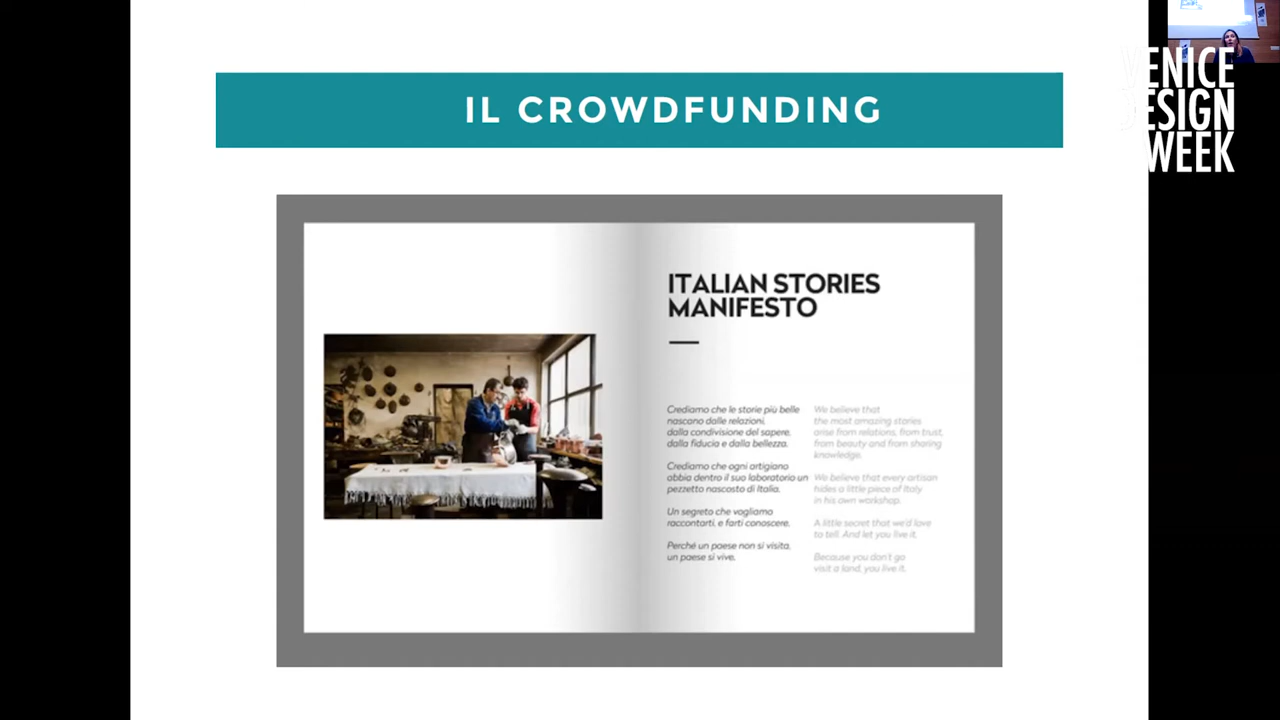 IL CROWDFUNDING
VENICE
DESIGN
WEEK
ITALIAN STORIES
MANIFESTO
Crediamo che le storie più belle
nascano dalle relazioni,
dalla condivisione del sapere,
dalla fiducia e dalla bellezza.
Crediamo che ogni artigiano
abbia dentro il suo laboratorio un
pezzetto nascosto di Italia.
Un segreto che vogliamo
raccontarti, e farti conoscere.
Perché un paese non si visita,
un paese si vive.
We believe that
the most amazing stories
arise from relations, from trust,
from beauty and from sharing
knowledge.
We believe that every artisan
hides a little piece of Italy
in his own workshop.
A little secret that we'd love
to tell. And let you live it.
Because you don't go
visit a land, you live it.